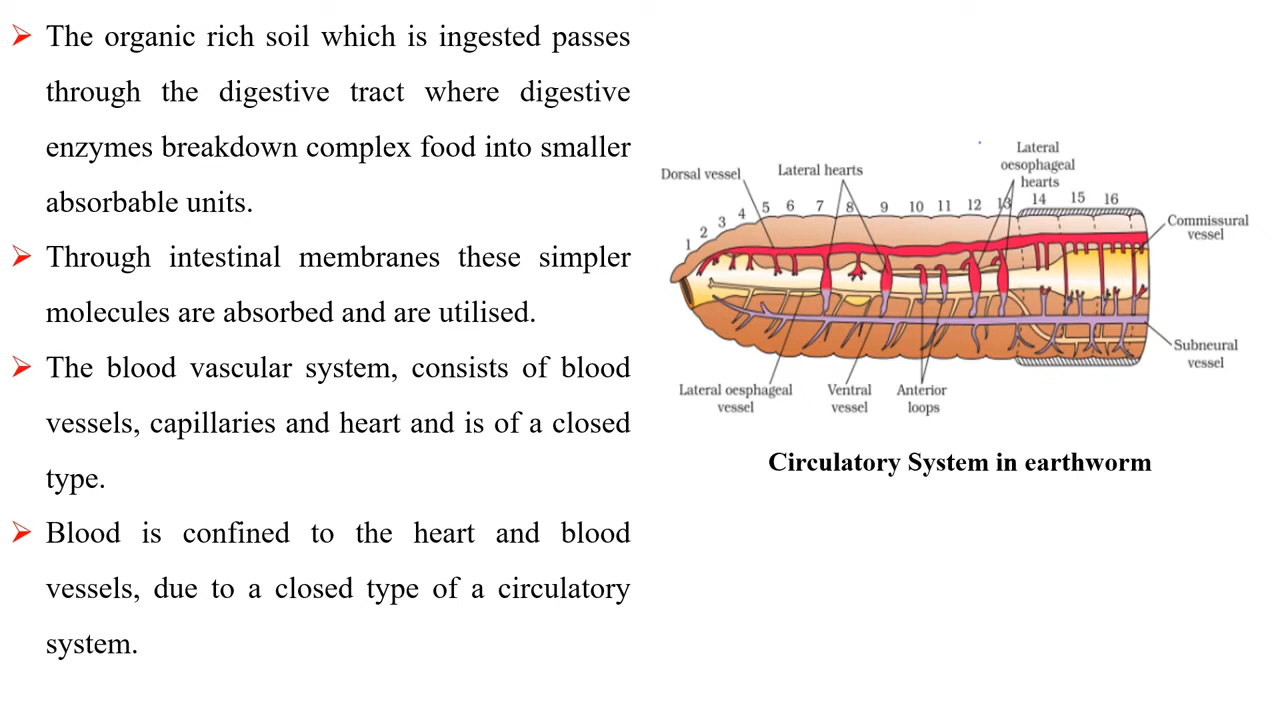 The organic rich soil which is ingested passes
through the digestive tract where digestive
enzymes breakdown complex food into smaller
absorbable units.
Through intestinal membranes these simpler
molecules are absorbed and are utilised.
The blood vascular system, consists of blood
vessels, capillaries and heart and is of a closed
type.
Blood is confined to the heart and blood
vessels, due to a closed type of a circulatory
system.
Lateral
oesophageal
hearts
Dorsal vessel
Lateral hearts
1 2 3 4 5 6 7 8 9 10 11 12 13 14 15 16
Commissural
vessel
Subneural
vessel
Lateral oesphageal
vessel
Ventral
vessel
Anterior
loops
Circulatory System in earthworm